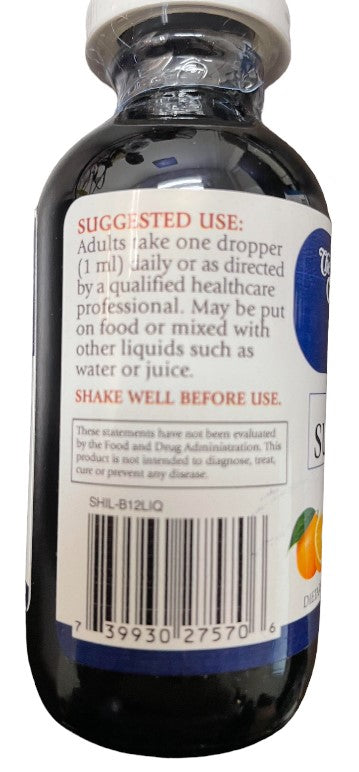 SUGGESTED USE:
Adults take one dropper
(1 ml) daily or as directed
by a qualified healthcare
professional. May be put
on food or mixed with
other liquids such as
water or juice.
SHAKE WELL BEFORE USE.
These statements have not been evaluated
by the Food and Drug Administration. This
product is not intended to diagnose, treat,
cure or prevent any disease.
SHIL-B12LIQ
7 39930 27570 6